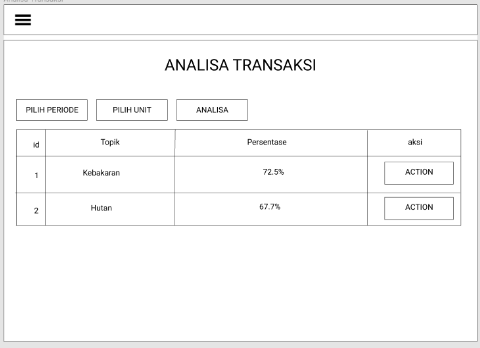 ANALISA TRANSAKSI
PILIH PERIODE PILIH UNIT ANALISA
id Topik Persentase aksi
1 Kebakaran 72.5% ACTION
2 Hutan 67.7% ACTION